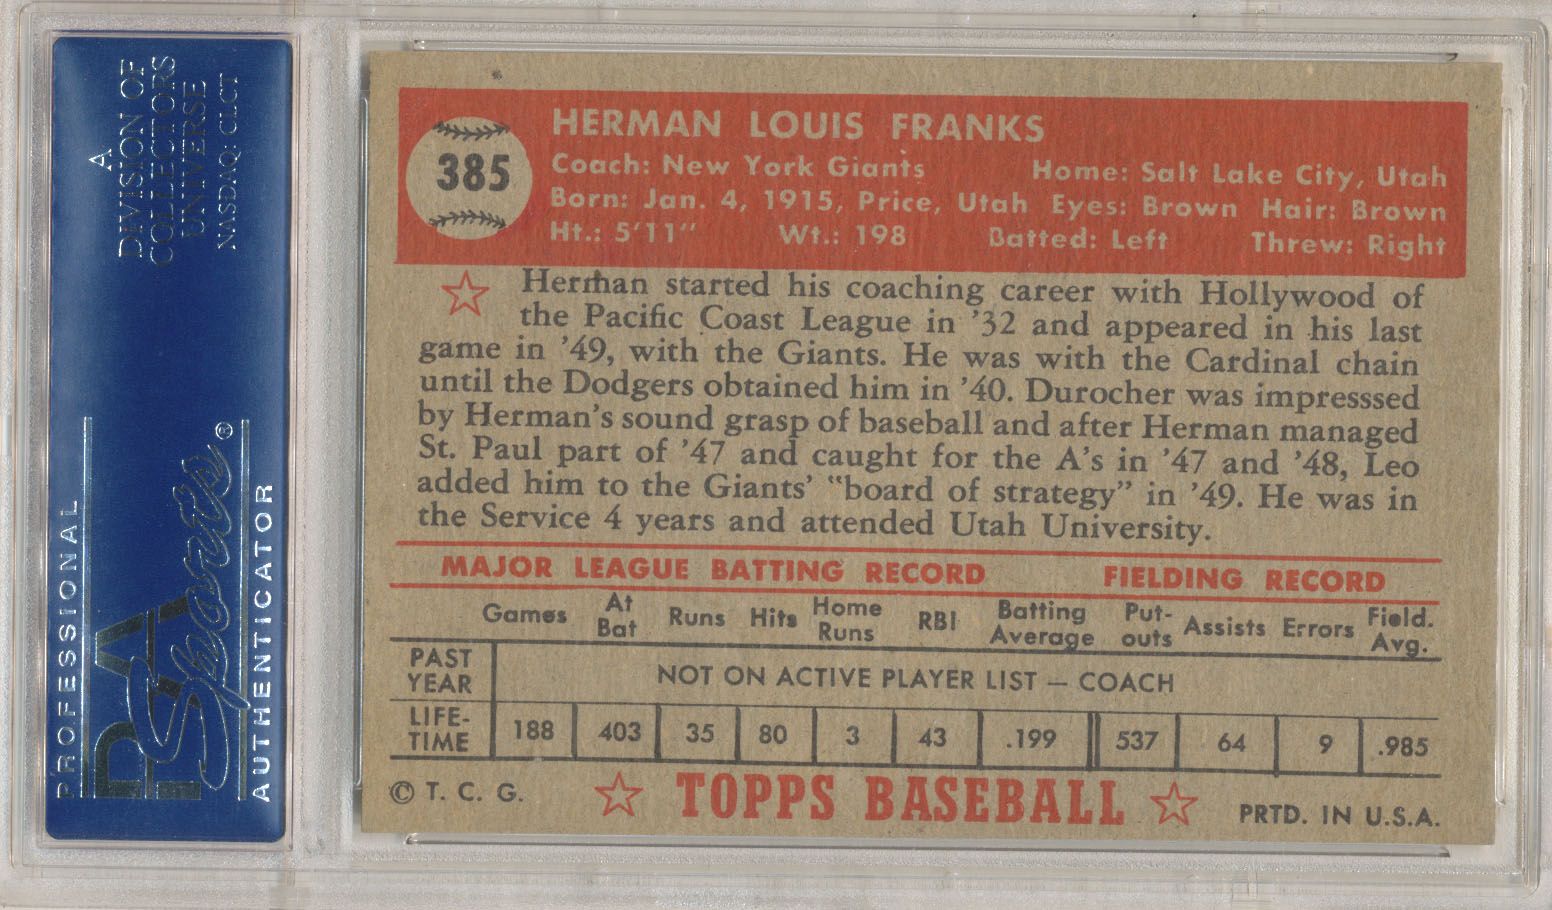 A
DIVISION OF
COLLECTORS
UNIVERSE
NASDAQ: CLCT
PROFESSIONAL
PSA
Sports®
AUTHENTICATOR
385
HERMAN LOUIS FRANKS
Coach: New York Giants Home: Salt Lake City, Utah
Born: Jan. 4, 1915, Price, Utah Eyes: Brown Hair: Brown
Ht.: 5'11" Wt.: 198 Batted: Left Threw: Right
Herman started his coaching career with Hollywood of
the Pacific Coast League in '32 and appeared in his last
game in '49, with the Giants. He was with the Cardinal chain
until the Dodgers obtained him in '40. Durocher was impresssed
by Herman's sound grasp of baseball and after Herman managed
St. Paul part of '47 and caught for the A's in '47 and '48, Leo
added him to the Giants' "board of strategy" in '49. He was in
the Service 4 years and attended Utah University.
MAJOR LEAGUE BATTING RECORD FIELDING RECORD
Games At Bat Runs Hits Home Runs RBI Batting Average Put-outs Assists Errors Field. Avg.
PAST YEAR NOT ON ACTIVE PLAYER LIST — COACH
LIFE-TIME 188 403 35 80 3 43 .199 537 64 9 .985
© T. C. G. TOPPS BASEBALL PRTD. IN U.S.A.